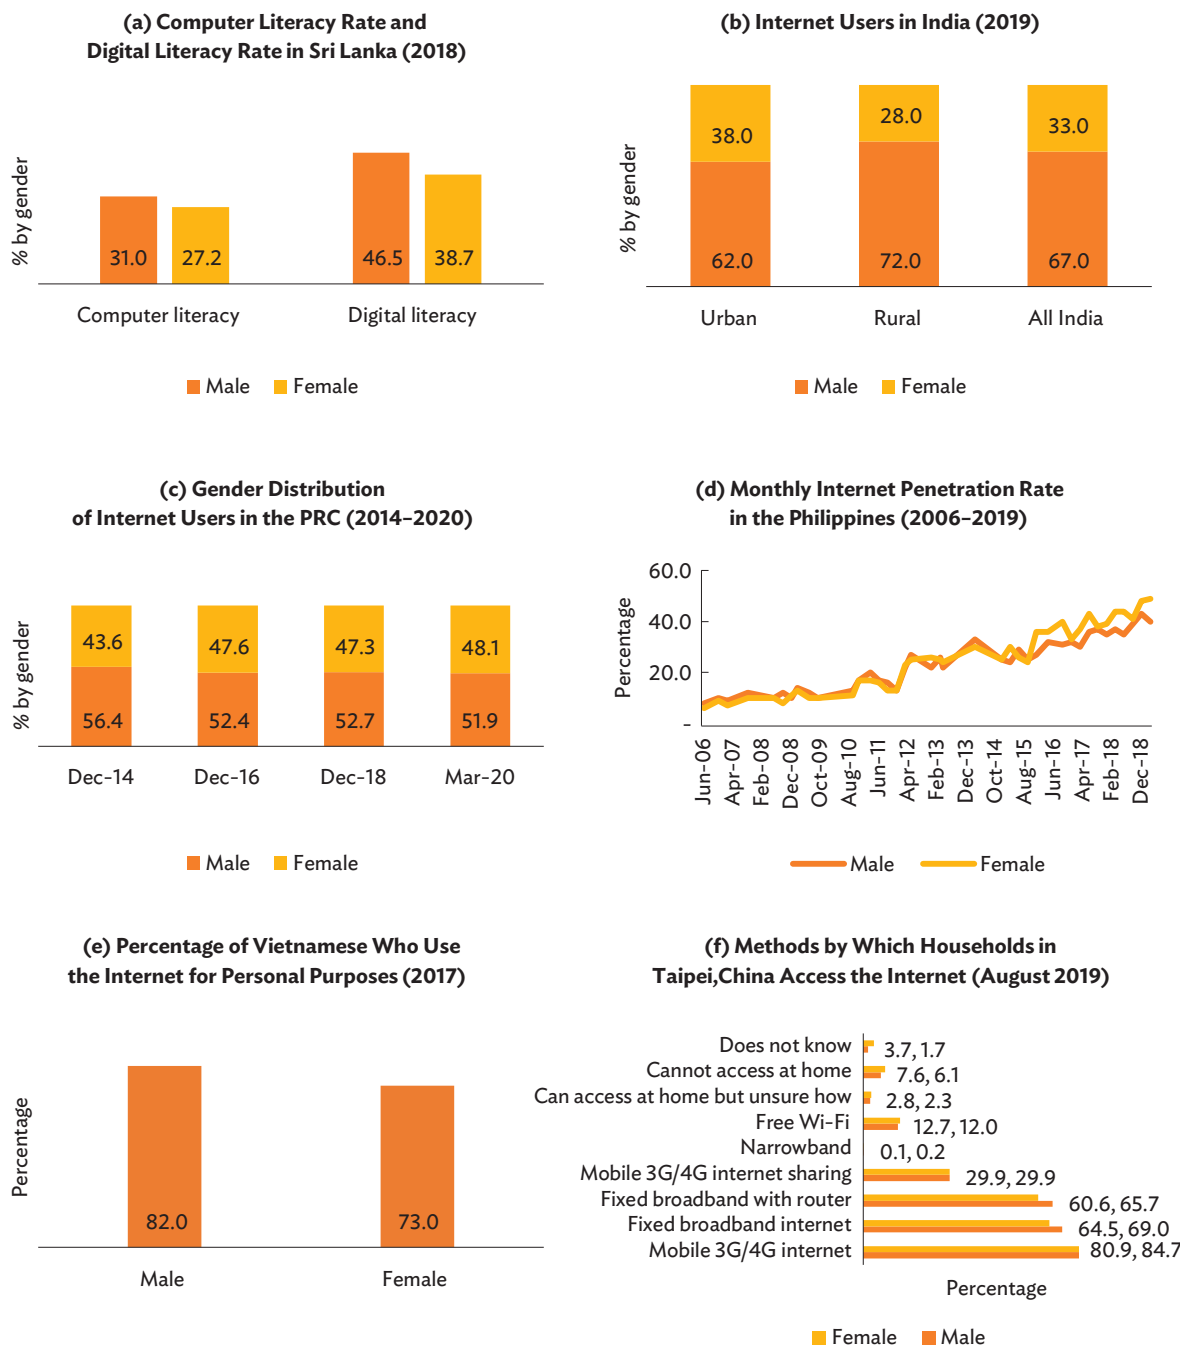 (a) Computer Literacy Rate and
Digital Literacy Rate in Sri Lanka (2018)
% by gender
31.0 27.2 46.5 38.7
Computer literacy Digital literacy
Male Female
(b) Internet Users in India (2019)
% by gender
38.0 28.0 33.0
62.0 72.0 67.0
Urban Rural All India
Male Female
(c) Gender Distribution
of Internet Users in the PRC (2014–2020)
% by gender
43.6 47.6 47.3 48.1
56.4 52.4 52.7 51.9
Dec-14 Dec-16 Dec-18 Mar-20
Male Female
(d) Monthly Internet Penetration Rate
in the Philippines (2006–2019)
Percentage
60.0
40.0
20.0
–
Jun-06
Apr-07
Feb-08
Dec-08
Oct-09
Aug-10
Jun-11
Apr-12
Feb-13
Dec-13
Oct-14
Aug-15
Jun-16
Apr-17
Feb-18
Dec-18
Male Female
(e) Percentage of Vietnamese Who Use
the Internet for Personal Purposes (2017)
Percentage
82.0 73.0
Male Female
(f) Methods by Which Households in
Taipei,China Access the Internet (August 2019)
Does not know 3.7, 1.7
Cannot access at home 7.6, 6.1
Can access at home but unsure how 2.8, 2.3
Free Wi-Fi 12.7, 12.0
Narrowband 0.1, 0.2
Mobile 3G/4G internet sharing 29.9, 29.9
Fixed broadband with router 60.6, 65.7
Fixed broadband internet 64.5, 69.0
Mobile 3G/4G internet 80.9, 84.7
Percentage
Female Male